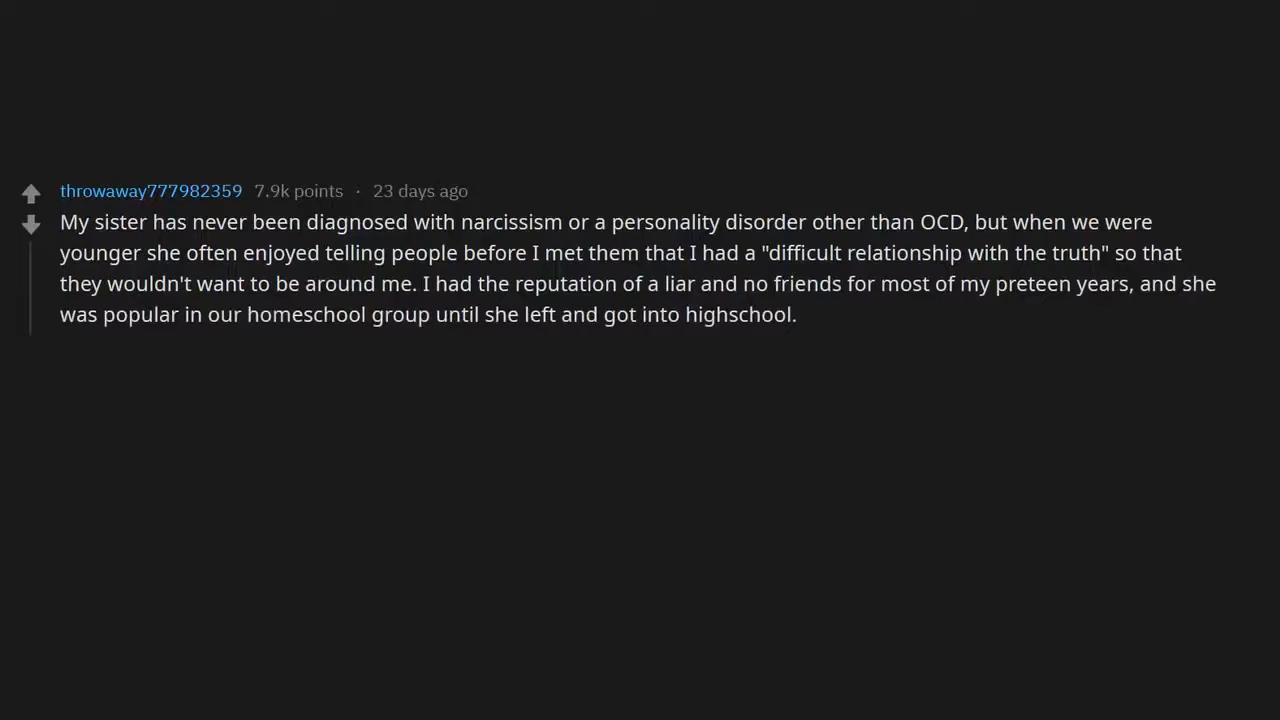 throwaway777982359 7.9k points · 23 days ago
My sister has never been diagnosed with narcissism or a personality disorder other than OCD, but when we were
younger she often enjoyed telling people before I met them that I had a "difficult relationship with the truth" so that
they wouldn't want to be around me. I had the reputation of a liar and no friends for most of my preteen years, and she
was popular in our homeschool group until she left and got into highschool.